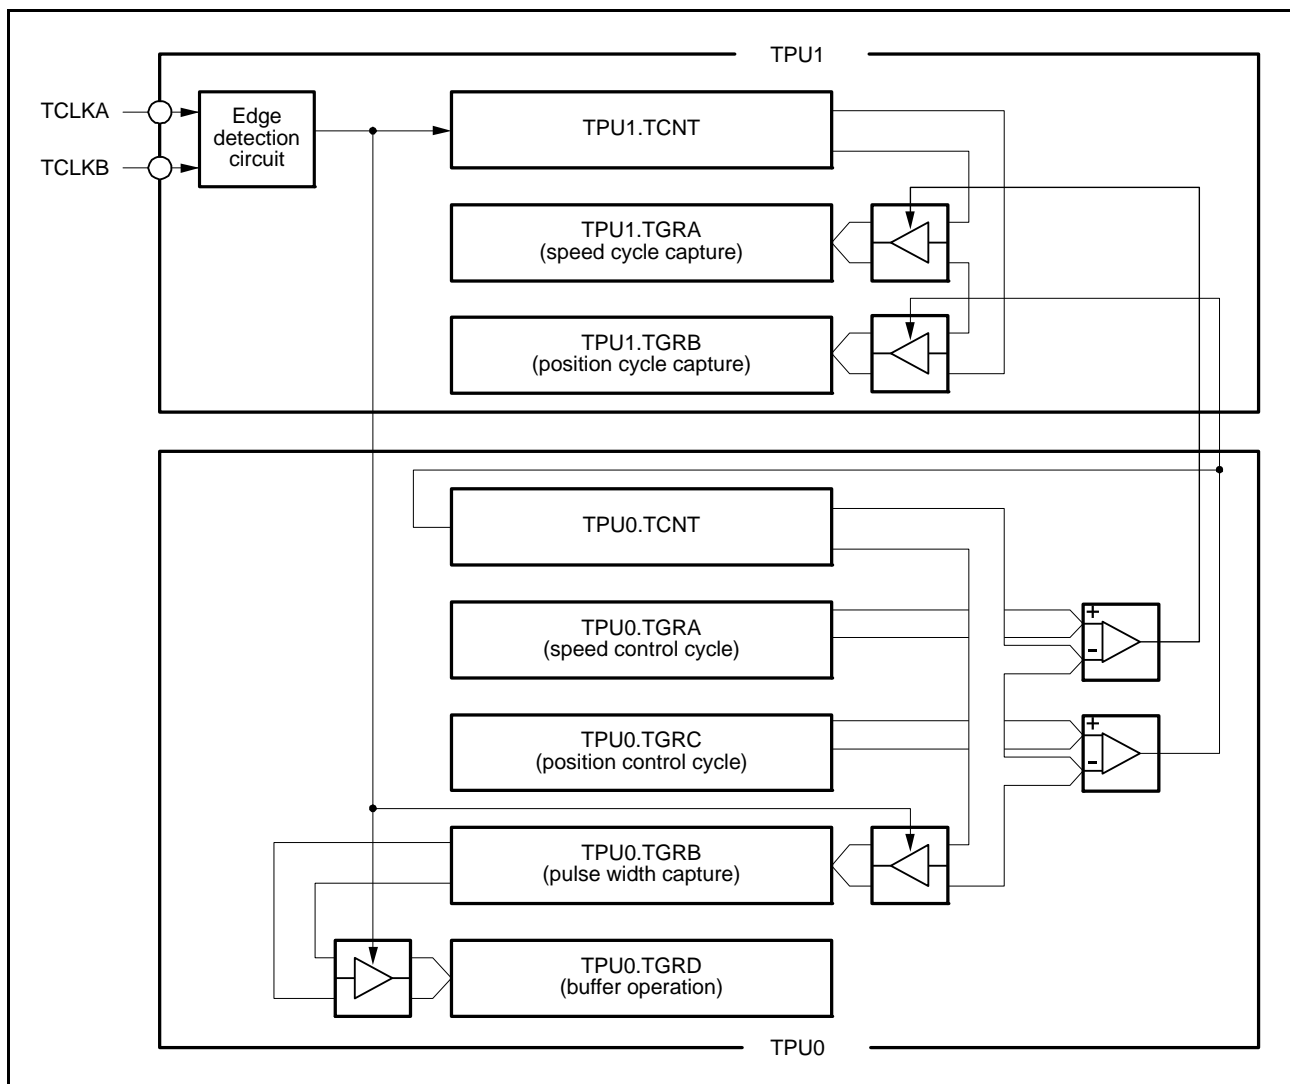 TPU1
TCLKA
TCLKB
Edge
detection
circuit
TPU1.TCNT
TPU1.TGRA
(speed cycle capture)
TPU1.TGRB
(position cycle capture)
TPU0.TCNT
TPU0.TGRA
(speed control cycle)
+
-
TPU0.TGRC
(position control cycle)
+
-
TPU0.TGRB
(pulse width capture)
TPU0.TGRD
(buffer operation)
TPU0